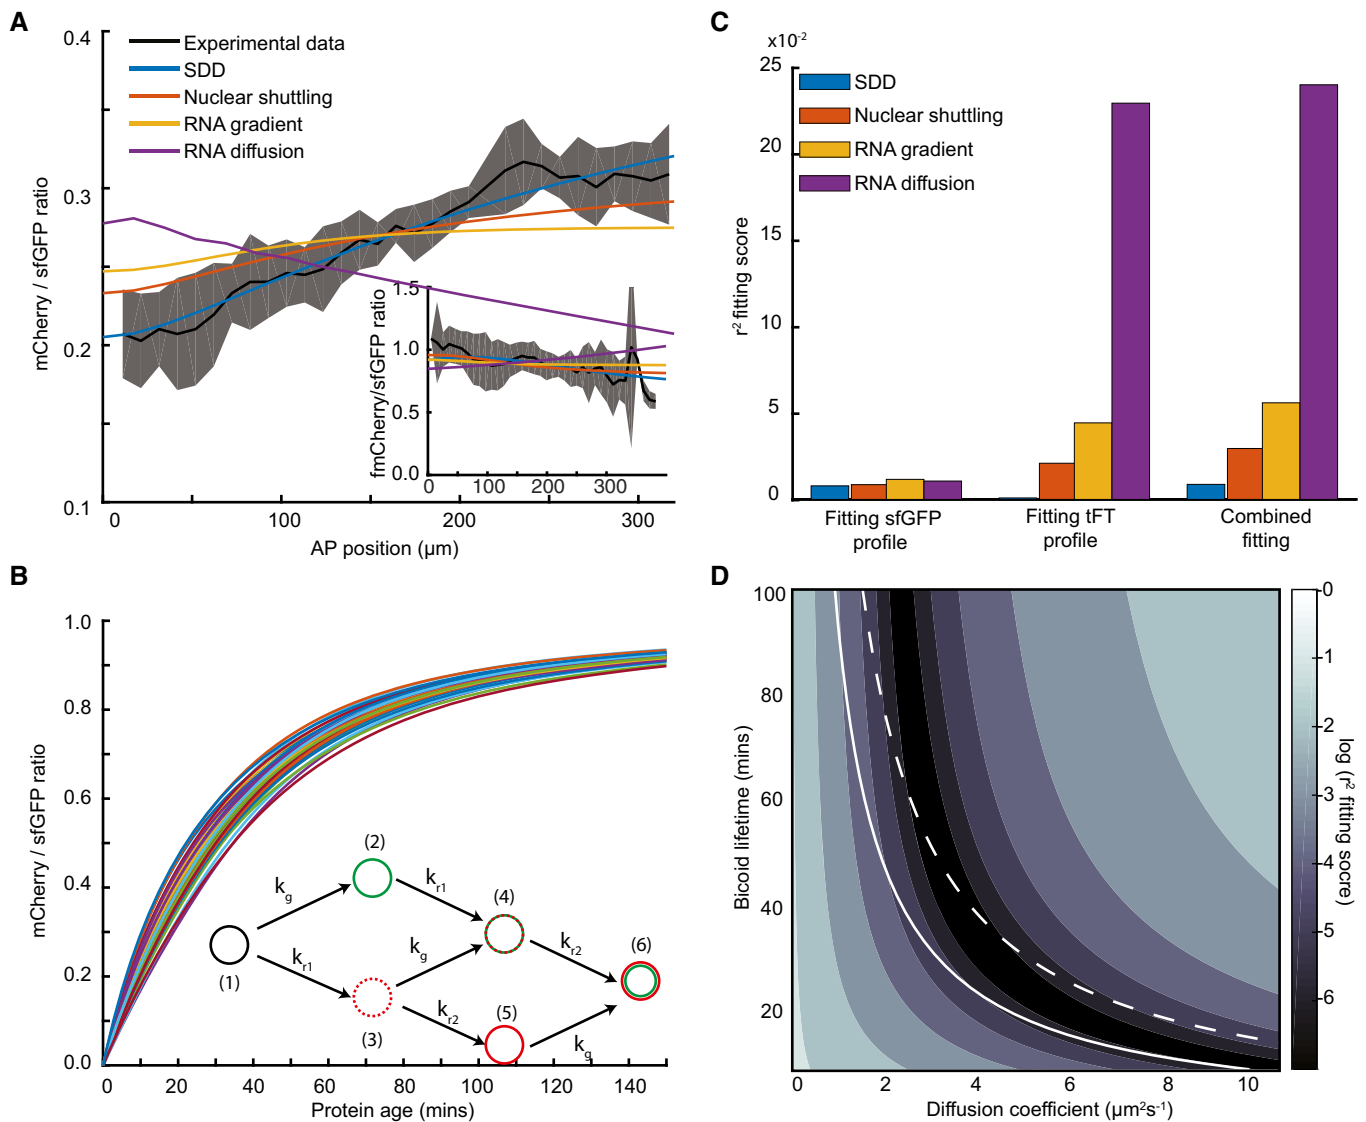 A
0.4
0.3
0.2
0.1
mCherry / sfGFP ratio
Experimental data
SDD
Nuclear shuttling
RNA gradient
RNA diffusion
1.5
1.0
0.5
0.0
fmCherry/sfGFP ratio
0 100 200 300
0 100 200 300
AP position (µm)
C
x10⁻²
25
20
15
10
5
0
r² fitting score
SDD
Nuclear shuttling
RNA gradient
RNA diffusion
Fitting sfGFP
profile
Fitting tFT
profile
Combined
fitting
B
1.0
0.8
0.6
0.4
0.2
0.0
mCherry / sfGFP ratio
(1)
(2)
(3)
(4)
(5)
(6)
kg
kr1
kr1
kg
kr2
kr2
kg
0 20 40 60 80 100 120 140
Protein age (mins)
D
100
80
60
40
20
Bicoid lifetime (mins)
0 2 4 6 8 10
Diffusion coefficient (µm²s⁻¹)
-0
-1
-2
-3
-4
-5
-6
log (r² fitting socre)